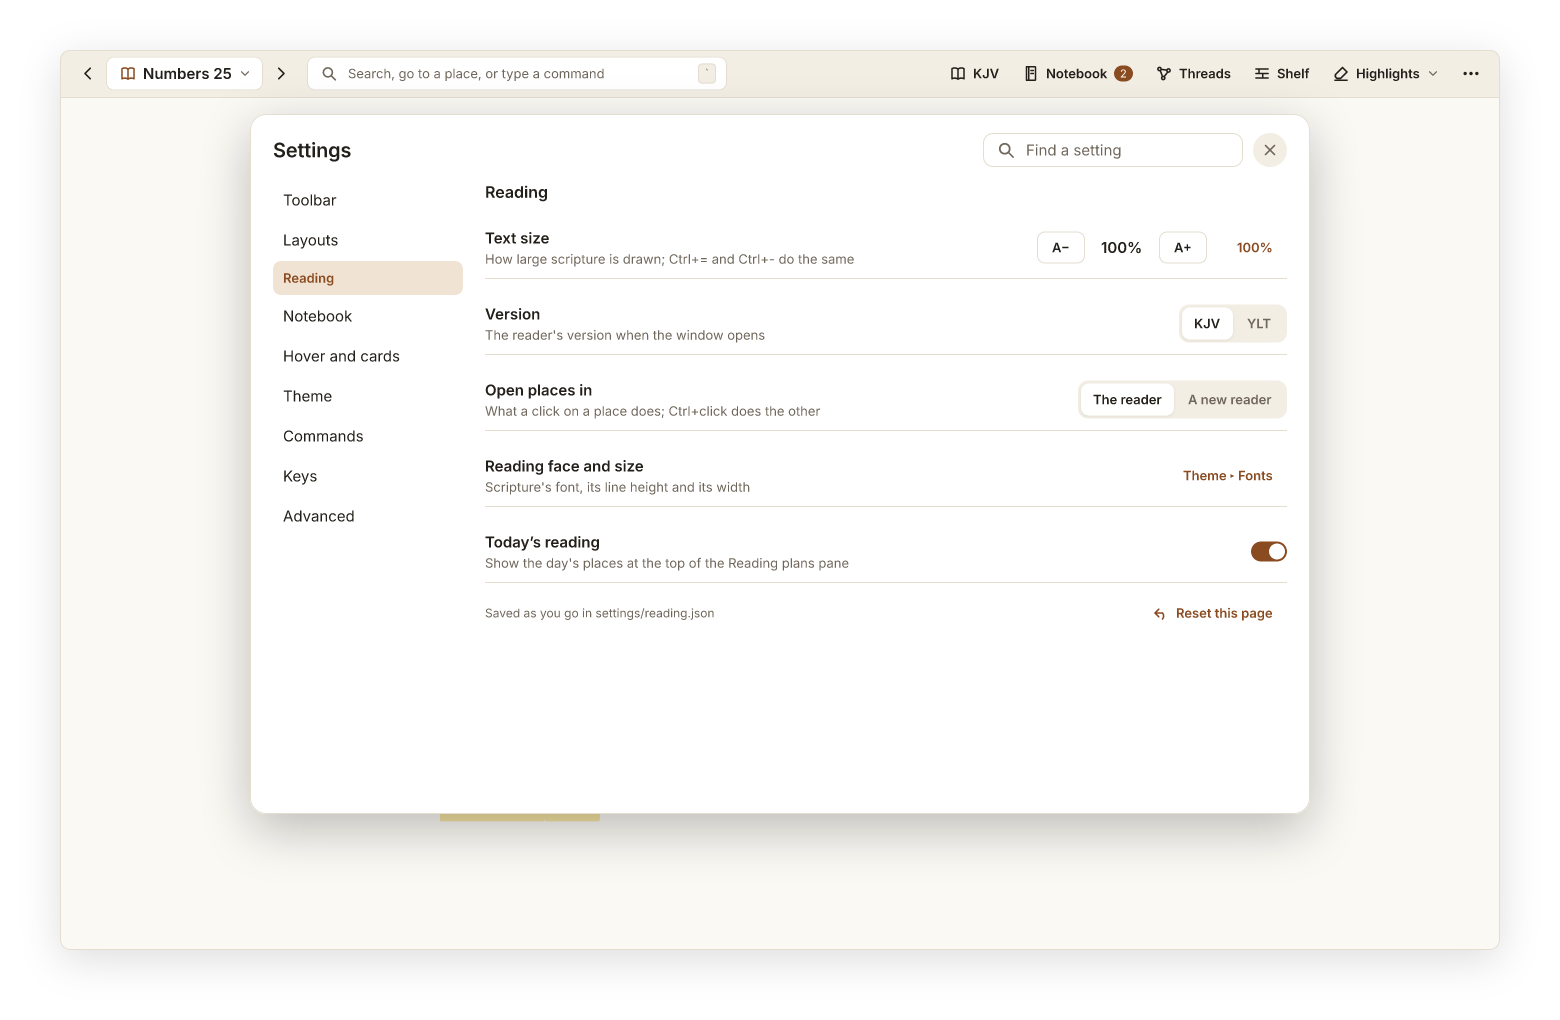 Numbers 25
Search, go to a place, or type a command
KJV
Notebook 2
Threads
Shelf
Highlights
Settings
Find a setting
Toolbar
Layouts
Reading
Notebook
Hover and cards
Theme
Commands
Keys
Advanced
Reading
Text size
How large scripture is drawn; Ctrl+= and Ctrl+- do the same
A− 100% A+ 100%
Version
The reader's version when the window opens
KJV YLT
Open places in
What a click on a place does; Ctrl+click does the other
The reader A new reader
Reading face and size
Scripture's font, its line height and its width
Theme ‣ Fonts
Today’s reading
Show the day's places at the top of the Reading plans pane
Saved as you go in settings/reading.json
Reset this page